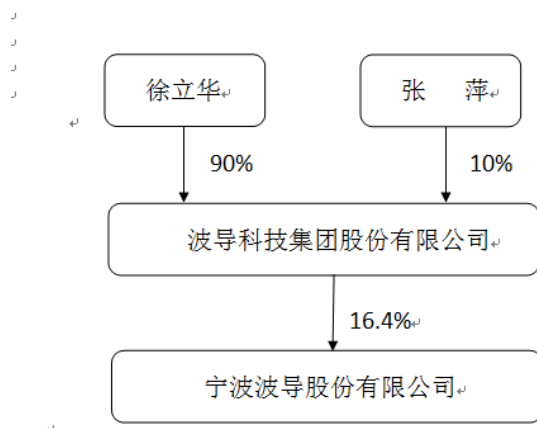 徐立华
张 萍
90%
10%
波导科技集团股份有限公司
16.4%
宁波波导股份有限公司